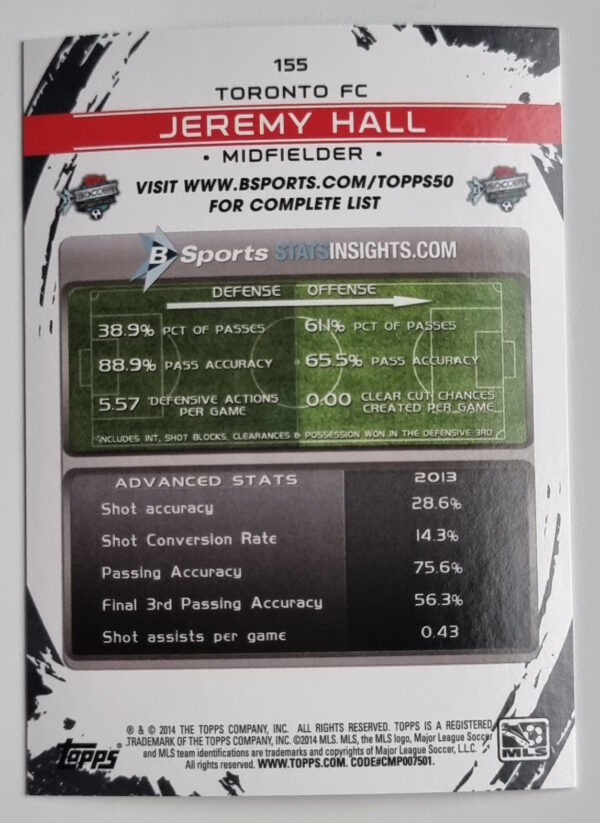 155
TORONTO FC
JEREMY HALL
• MIDFIELDER •
VISIT WWW.BSPORTS.COM/TOPPS50
FOR COMPLETE LIST
SOCCER
SOCCER
B Sports STATSINSIGHTS.COM
DEFENSE OFFENSE
38.9% PCT OF PASSES 61.1% PCT OF PASSES
88.9% PASS ACCURACY 65.5% PASS ACCURACY
5.57 *DEFENSIVE ACTIONS PER GAME 0.00 CLEAR CUT CHANCES CREATED PER GAME
*INCLUDES INT, SHOT BLOCKS, CLEARANCES & POSSESSION WON IN THE DEFENSIVE 3RD
ADVANCED STATS 2013
Shot accuracy 28.6%
Shot Conversion Rate 14.3%
Passing Accuracy 75.6%
Final 3rd Passing Accuracy 56.3%
Shot assists per game 0.43
® & © 2014 THE TOPPS COMPANY, INC. ALL RIGHTS RESERVED. TOPPS IS A REGISTERED
TRADEMARK OF THE TOPPS COMPANY, INC. ©2014 MLS. MLS, the MLS logo, Major League Soccer
and MLS team identifications are trademarks and copyrights of Major League Soccer, L.L.C.
All rights reserved. WWW.TOPPS.COM. CODE#CMP007501.
Topps
MLS